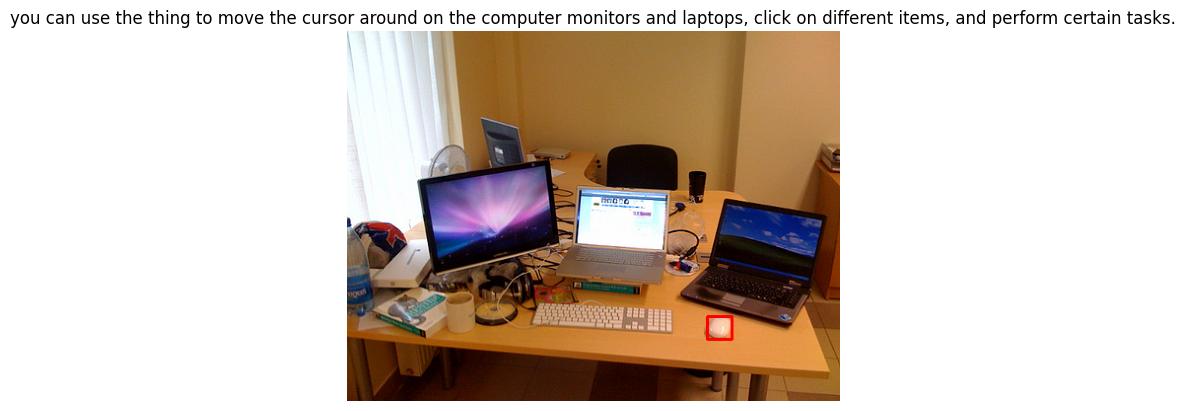 you can use the thing to move the cursor around on the computer monitors and laptops, click on different items, and perform certain tasks.